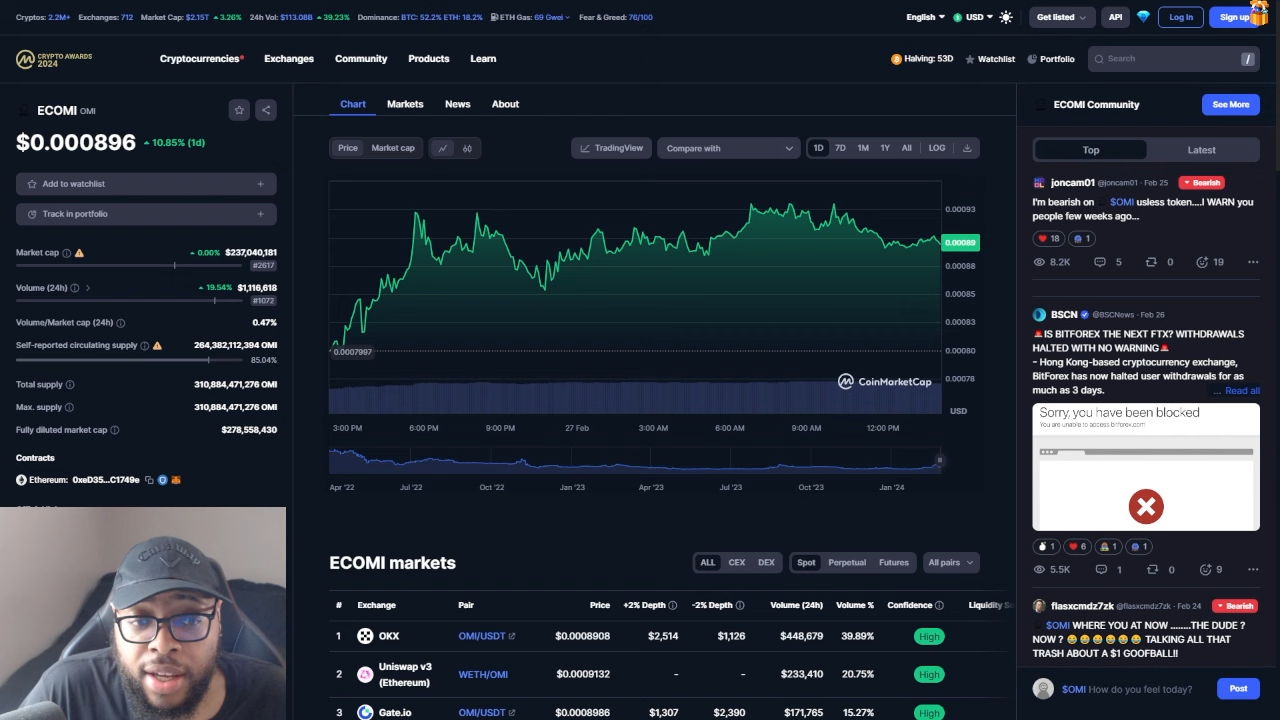 Cryptos: 2.2M+ Exchanges: 712 Market Cap: $2.15T 3.26% 24h Vol: $113.08B 39.23% Dominance: BTC: 52.2% ETH: 18.2% ETH Gas: 69 Gwei Fear & Greed: 76/100
English USD Get listed API Log In Sign up
CRYPTO AWARDS
2024
Cryptocurrencies Exchanges Community Products Learn
Halving: 53D Watchlist Portfolio Search /
ECOMI OMI
$0.000896 10.85% (1d)
Add to watchlist +
Track in portfolio +
Market cap 0.00% $237,040,181
#2617
Volume (24h) 19.54% $1,116,618
#1072
Volume/Market cap (24h) 0.47%
Self-reported circulating supply 264,382,112,394 OMI
85.04%
Total supply 310,884,471,276 OMI
Max. supply 310,884,471,276 OMI
Fully diluted market cap $278,558,430
Contracts
Ethereum: 0xeD35...C1749e
Chart Markets News About
Price Market cap
TradingView Compare with 1D 7D 1M 1Y All LOG
0.00093
0.00089
0.00088
0.00085
0.00083
0.0007997
0.00080
0.00078
CoinMarketCap
USD
3:00 PM 6:00 PM 9:00 PM 27 Feb 3:00 AM 6:00 AM 9:00 AM 12:00 PM
Apr '22 Jul '22 Oct '22 Jan '23 Apr '23 Jul '23 Oct '23 Jan '24
ECOMI markets
ALL CEX DEX Spot Perpetual Futures All pairs
# Exchange Pair Price +2% Depth -2% Depth Volume (24h) Volume % Confidence Liquidity
1 OKX OMI/USDT $0.0008908 $2,514 $1,126 $448,679 39.89% High
2 Uniswap v3 (Ethereum) WETH/OMI $0.0009132 - - $233,410 20.75% High
3 Gate.io OMI/USDT $0.0008986 $1,307 $2,390 $171,765 15.27% High
ECOMI Community See More
Top Latest
joncam01 @joncam01 · Feb 25 Bearish
I'm bearish on $OMI usless token....I WARN you
people few weeks ago...
18 1
8.2K 5 0 19
BSCN @BSCNews · Feb 26
IS BITFOREX THE NEXT FTX? WITHDRAWALS
HALTED WITH NO WARNING
- Hong Kong-based cryptocurrency exchange,
BitForex has now halted user withdrawals for as
much as 3 days. ... Read all
Sorry, you have been blocked
You are unable to access bitforex.com
1 6 1 1
5.5K 1 0 9
flasxcmdz7zk @flasxcmdz7zk · Feb 24 Bearish
$OMI WHERE YOU AT NOW ........THE DUDE ?
NOW ? TALKING ALL THAT
TRASH ABOUT A $1 GOOFBALL!!
$OMI How do you feel today? Post